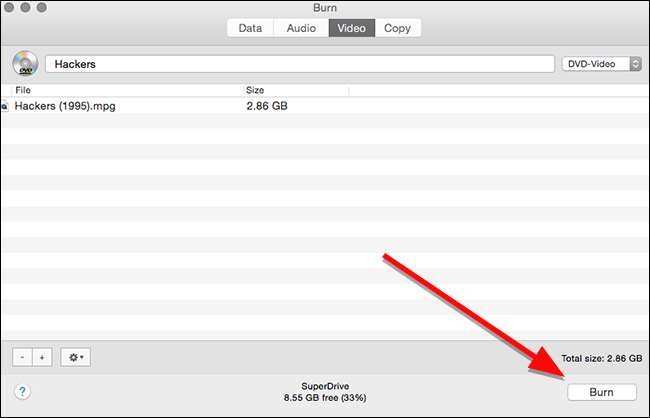 Burn
Data Audio Video Copy
DVD Hackers DVD-Video
File Size
Hackers (1995).mpg 2.86 GB
- + Total size: 2.86 GB
? SuperDrive Burn
8.55 GB free (33%)